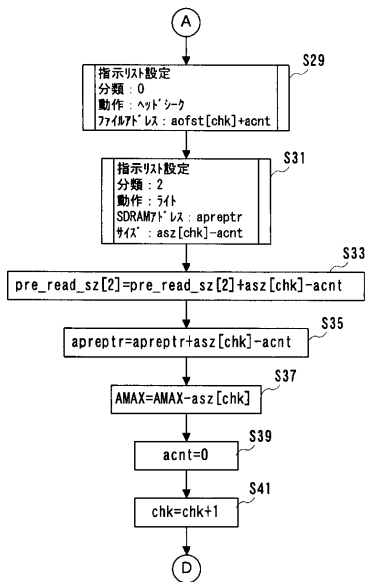 A
S29
指示リスト設定
分類：0
動作：ヘッドシーク
ファイルアドレス：aofst[chk]+acnt
S31
指示リスト設定
分類：2
動作：ライト
SDRAMアドレス：apreptr
サイズ：asz[chk]-acnt
S33
pre_read_sz[2]=pre_read_sz[2]+asz[chk]-acnt
S35
apreptr=apreptr+asz[chk]-acnt
S37
AMAX=AMAX-asz[chk]
S39
acnt=0
S41
chk=chk+1
D